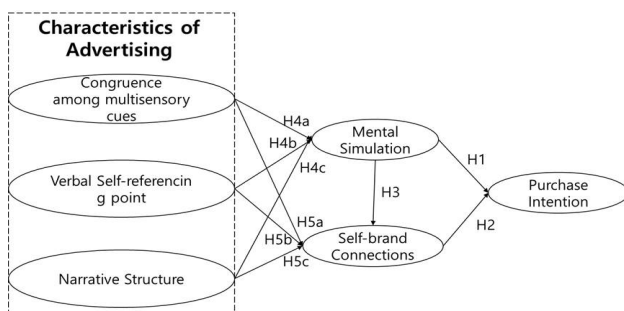 Characteristics of
Advertising
Congruence
among multisensory
cues
Verbal Self-referencin
g point
Narrative Structure
H4a
H4b
H4c
H5a
H5b
H5c
Mental
Simulation
H3
Self-brand
Connections
H1
H2
Purchase
Intention